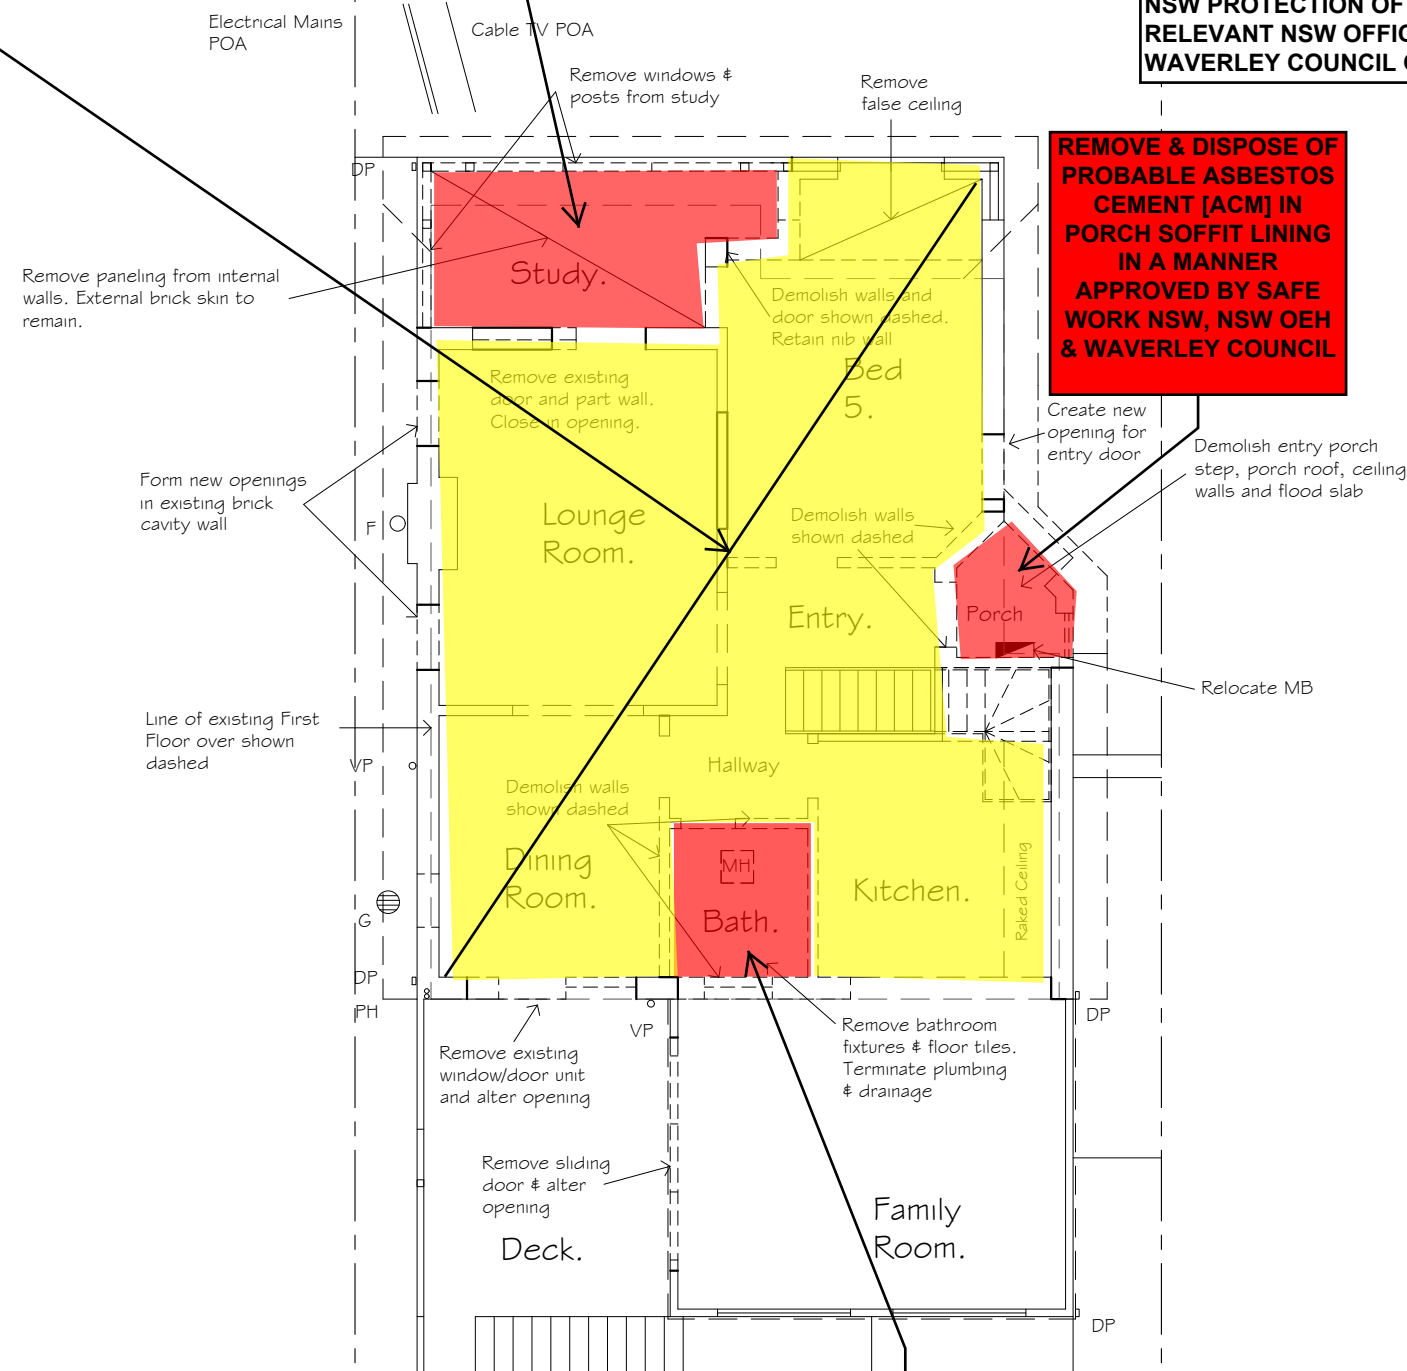 Electrical Mains
POA
Cable TV POA
NSW PROTECTION OF
RELEVANT NSW OFFIC
WAVERLEY COUNCIL
Remove windows &
posts from study
Remove
false ceiling
REMOVE & DISPOSE OF
PROBABLE ASBESTOS
CEMENT [ACM] IN
PORCH SOFFIT LINING
IN A MANNER
APPROVED BY SAFE
WORK NSW, NSW OEH
& WAVERLEY COUNCIL
DP
Study.
Remove paneling from internal
walls. External brick skin to
remain.
Demolish walls and
door shown dashed.
Retain nib wall
Bed
5.
Remove existing
door and part wall.
Close in opening.
Create new
opening for
entry door
Demolish entry porch
step, porch roof, ceiling
walls and flood slab
Form new openings
in existing brick
cavity wall
F
Lounge
Room.
Demolish walls
shown dashed
Entry.
Porch
Relocate MB
Line of existing First
Floor over shown
dashed
VP
Hallway
Demolish walls
shown dashed
Dining
Room.
MH
Bath.
Kitchen.
Raked Ceiling
G
DP
PH
VP
DP
Remove existing
window/door unit
and alter opening
Remove bathroom
fixtures & floor tiles.
Terminate plumbing
& drainage
Remove sliding
door & alter
opening
Deck.
Family
Room.
DP